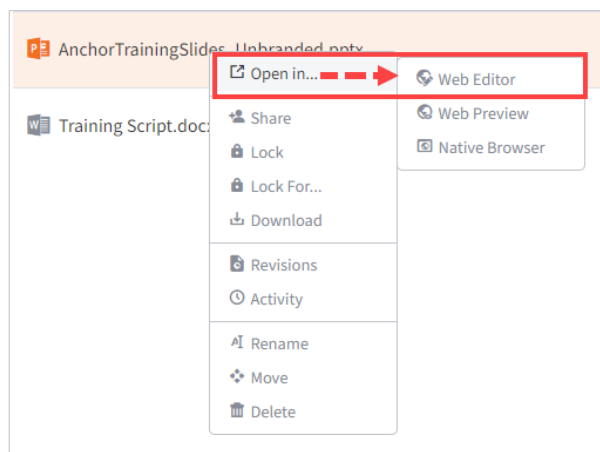 AnchorTrainingSlides_Unbranded.pptx
Open in...
Web Editor
Share
Web Preview
Training Script.doc
Lock
Native Browser
Lock For...
Download
Revisions
Activity
Rename
Move
Delete